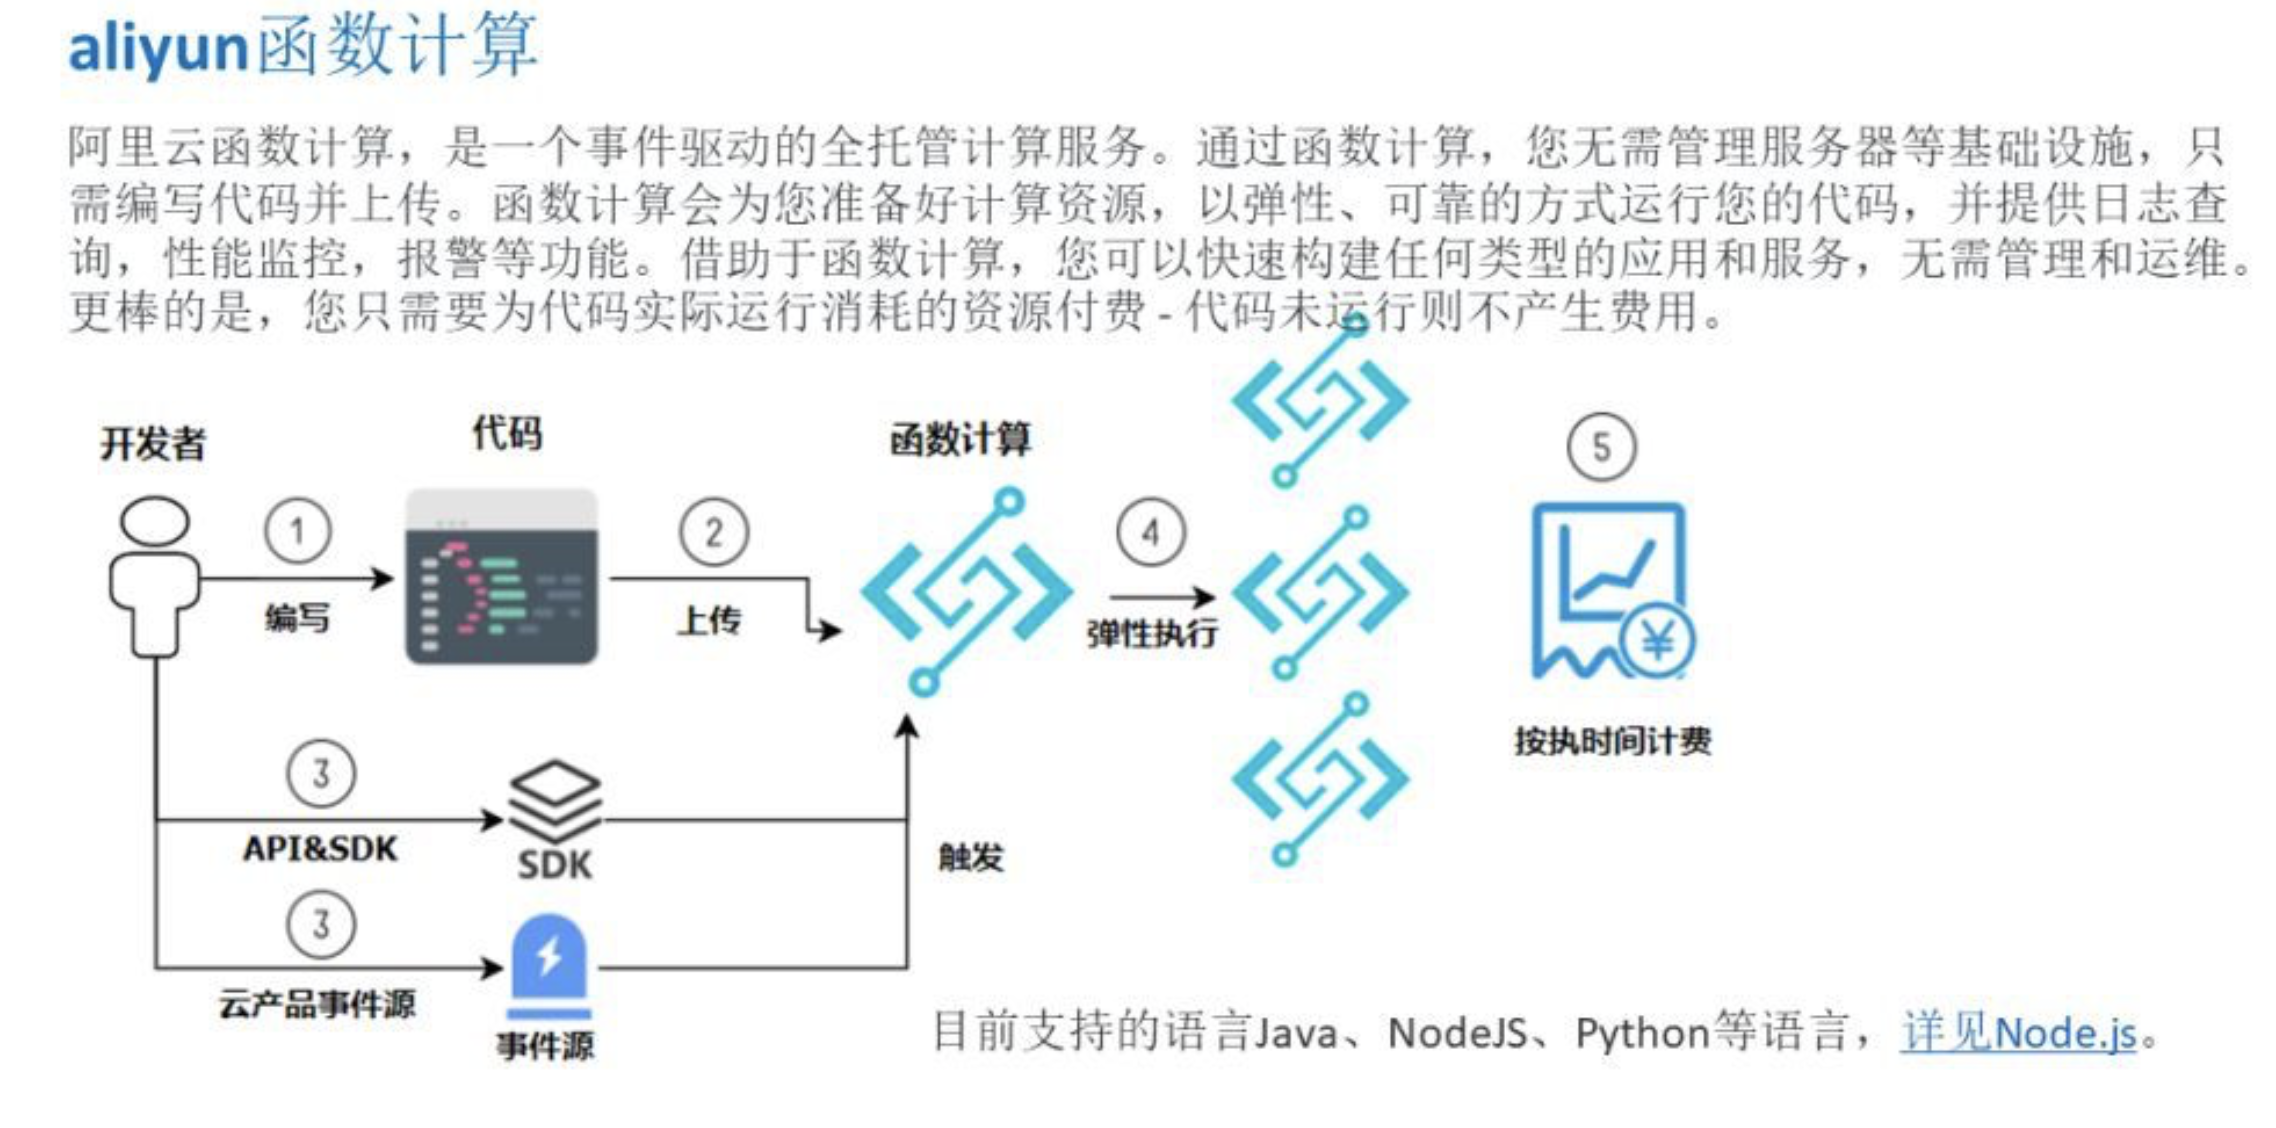 aliyun函数计算
阿里云函数计算，是一个事件驱动的全托管计算服务。通过函数计算，您无需管理服务器等基础设施，只
需编写代码并上传。函数计算会为您准备好计算资源，以弹性、可靠的方式运行您的代码，并提供日志查
询，性能监控，报警等功能。借助于函数计算，您可以快速构建任何类型的应用和服务，无需管理和运维。
更棒的是，您只需要为代码实际运行消耗的资源付费 - 代码未运行则不产生费用。
开发者
代码
函数计算
5
1
2
4
编写
上传
弹性执行
¥
按执时间计费
3
API&SDK
SDK
触发
3
云产品事件源
事件源
目前支持的语言Java、NodeJS、Python等语言，详见Node.js。